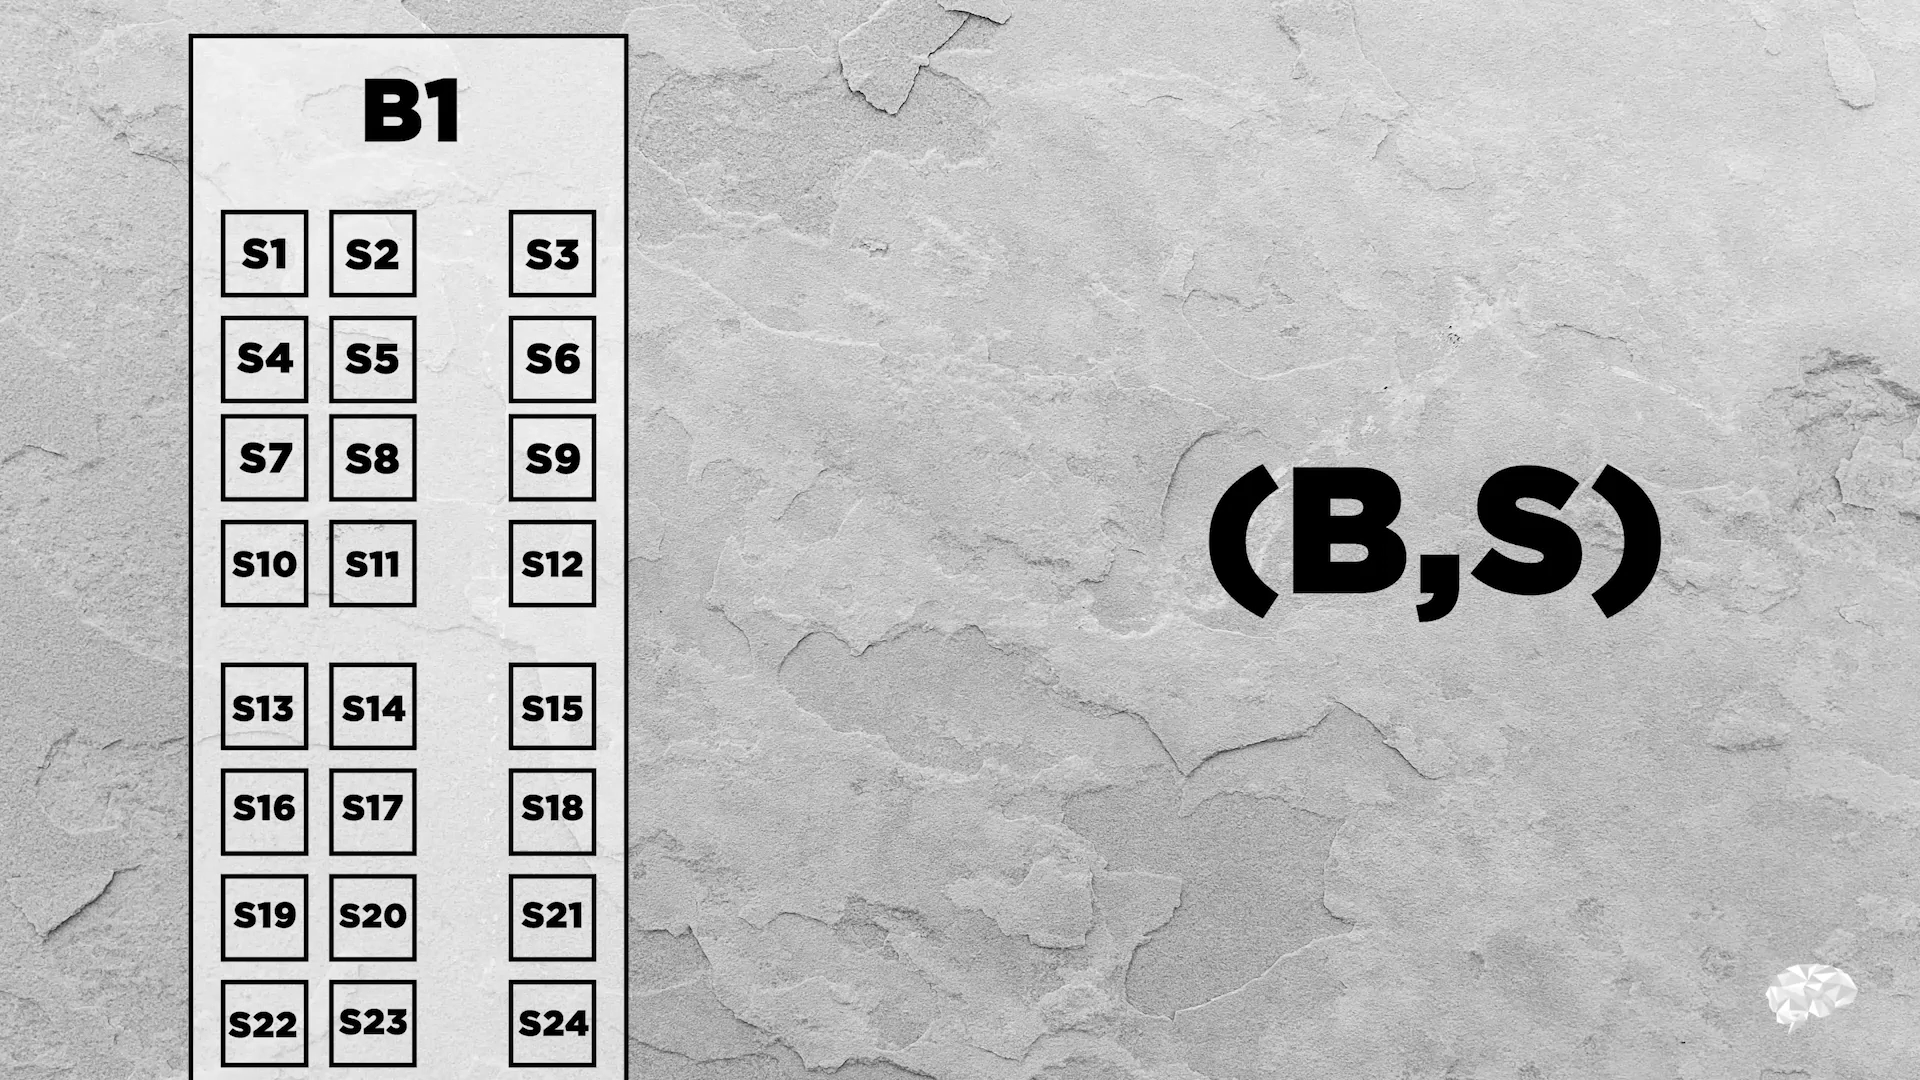 B1
S1 S2 S3
S4 S5 S6
S7 S8 S9
S10 S11 S12
(B,S)
S13 S14 S15
S16 S17 S18
S19 S20 S21
S22 S23 S24